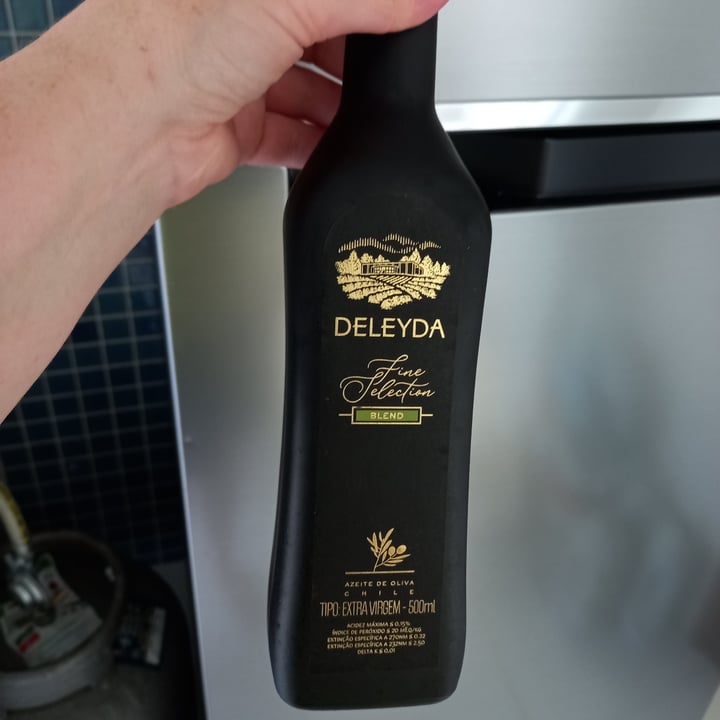 DELEYDA
Fine
Selection
BLEND
AZEITE DE OLIVA
CHILE
TIPO: EXTRA VIRGEM - 500ml
ACIDEZ MÁXIMA ≤ 0,15%
ÍNDICE DE PERÓXIDO ≤ 20 MEQ/KG
EXTINÇÃO ESPECÍFICA A 270NM ≤ 0.22
EXTINÇÃO ESPECÍFICA A 232NM ≤ 2.50
DELTA K ≤ 0,01